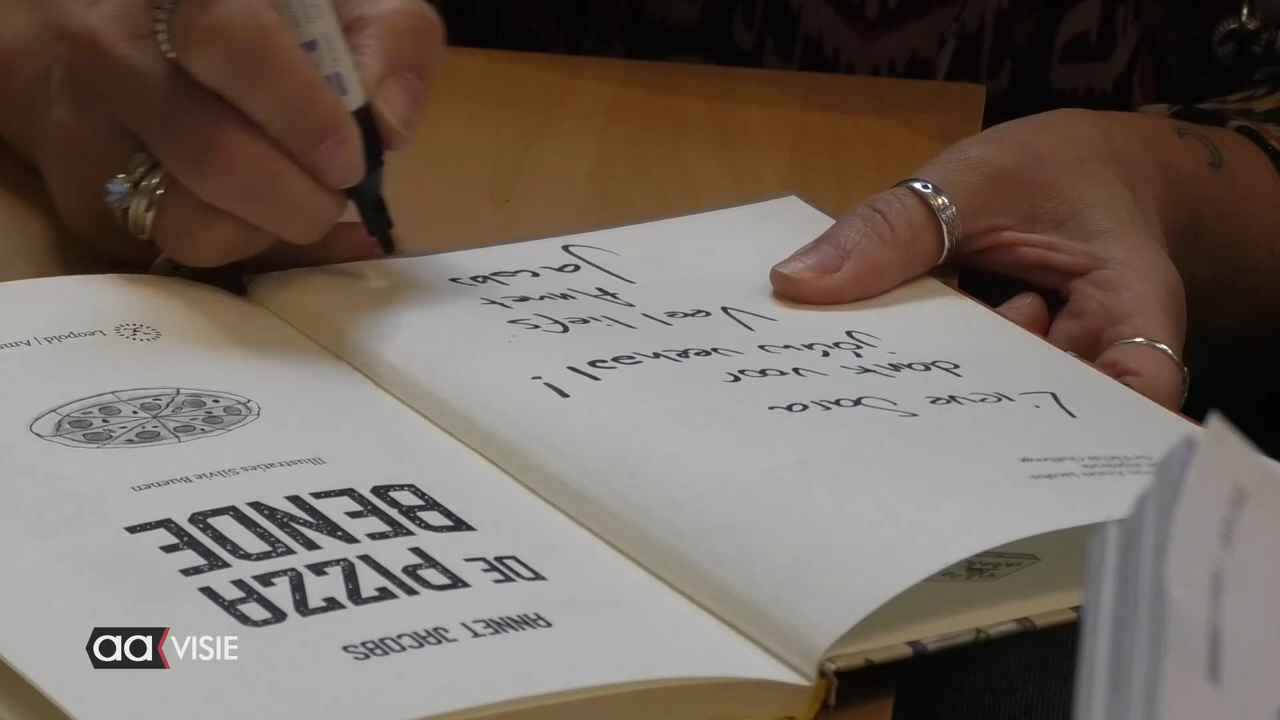 ANNET JACOBS
DE PIZZA
BENDE
Illustraties Silvie Buenen
Leopold |
Lieve Sara
dank voor
jóúw verhaal!
Veel liefs
Annet
Jacobs
aa VISIE